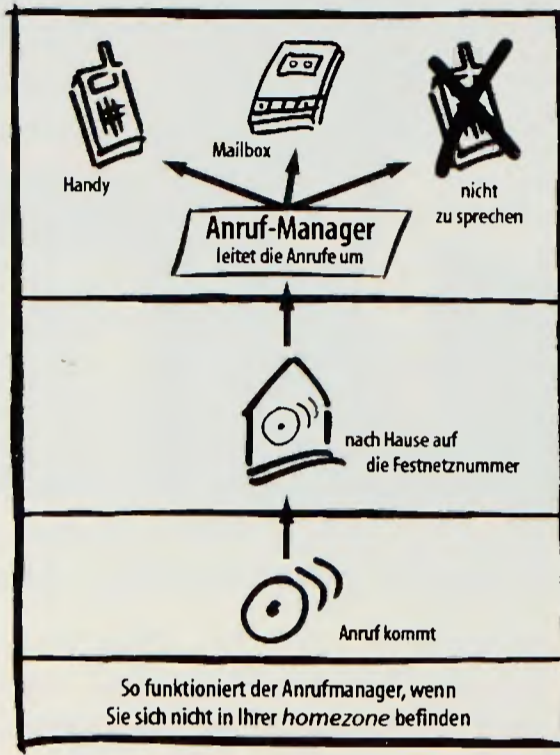 Handy
Mailbox
nicht
zu sprechen
Anruf-Manager
leitet die Anrufe um
nach Hause auf
die Festnetznummer
Anruf kommt
So funktioniert der Anrufmanager, wenn
Sie sich nicht in Ihrer homezone befinden